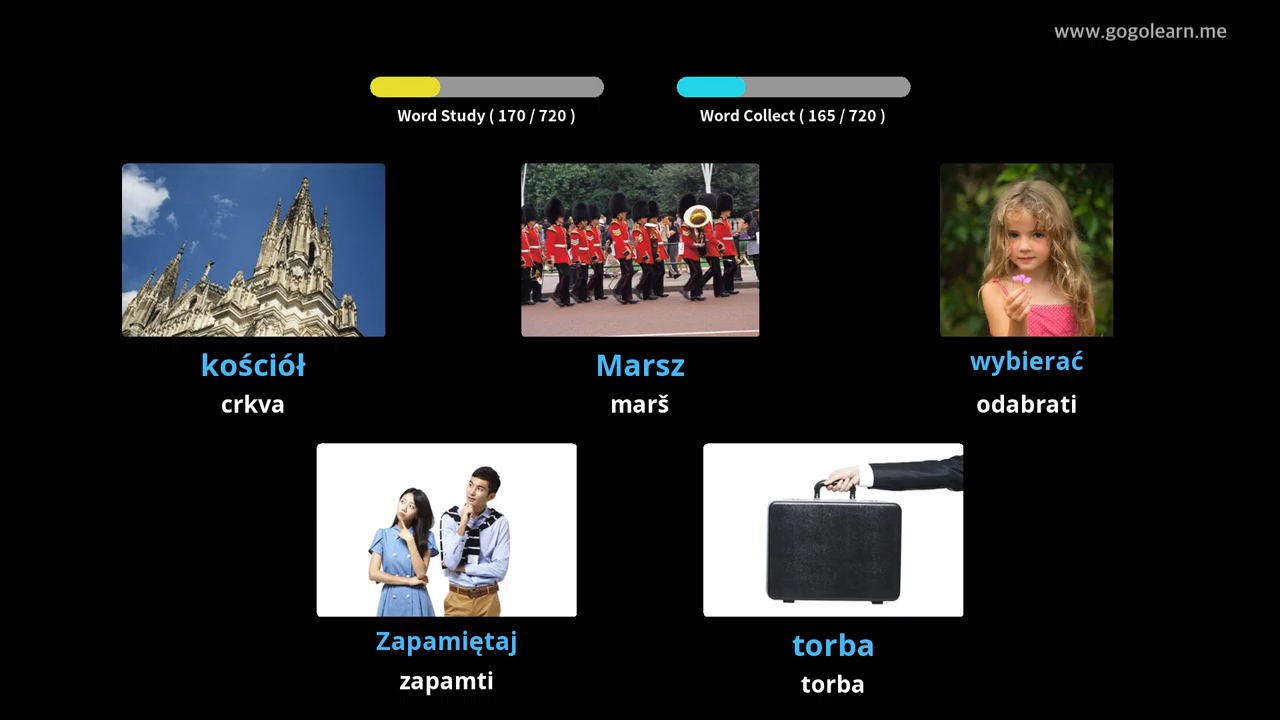 www.gogolearn.me
Word Study ( 170 / 720 )
Word Collect ( 165 / 720 )
kościół
Marsz
wybierać
crkva
marš
odabrati
Zapamiętaj
torba
zapamti
torba